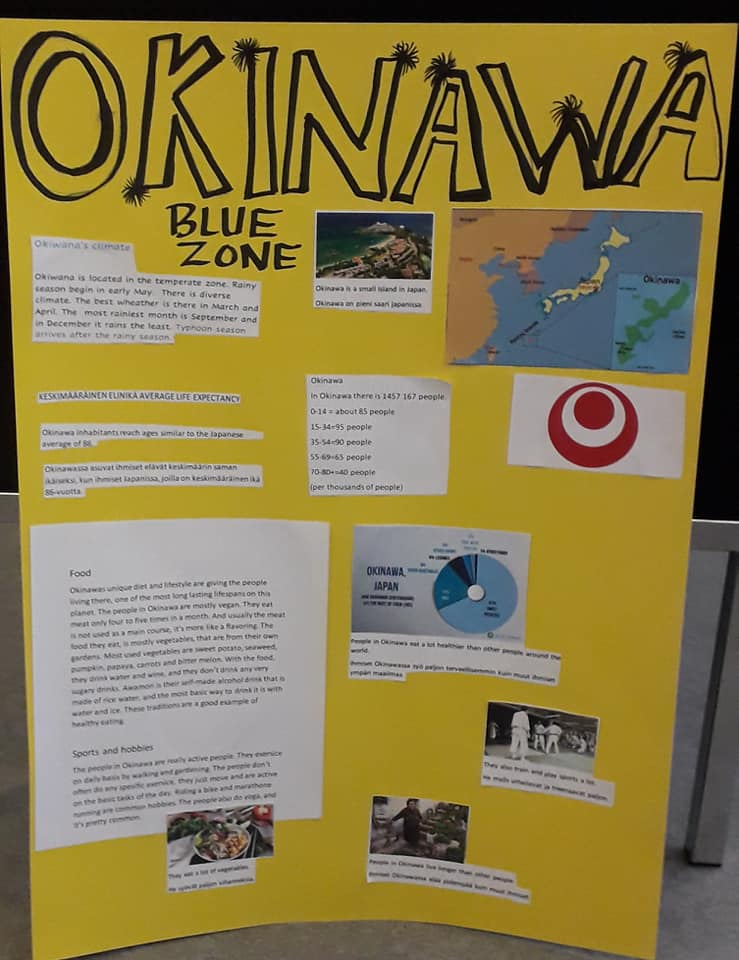 OKINAWA
BLUE
ZONE
Okiwana's climate
Okiwana is located in the temperate zone. Rainy
season begin in early May. There is diverse
climate. The best wheather is there in March and
April. The most rainiest month is September and
in December it rains the least. Typhoon season
arrives after the rainy season.
Okinawa is a small island in Japan.
Okinawa on pieni saari japanissa.
China
Japan
Okinawa
KESKIMÄÄRÄINEN ELINIKÄ AVERAGE LIFE EXPECTANCY
Okinawa inhabitants reach ages similar to the Japanese
average of 86.
Okinawassa asuvat ihmiset elävät keskimäärin saman
ikäiseksi, kun ihmiset Japanissa, joilla on keskimääräinen ikä
86-vuotta.
Okinawa
In Okinawa there is 1457 167 people.
0-14 = about 85 people
15-34=95 people
35-54=90 people
55-69=65 people
70-80+=40 people
(per thousands of people)
Food
Okinawas unique diet and lifestyle are giving the people
living there, one of the most long lasting lifespans on this
planet. The people in Okinawa are mostly vegan. They eat
meat only four to five times in a month. And usually the meat
is not used as a main course, it's more like a flavoring. The
food they eat, is mostly vegetables, that are from their own
gardens. Most used vegetables are sweet potato, seaweed,
pumpkin, papaya, carrots and bitter melon. With the food,
they drink water and wine, and they don't drink any very
sugary drinks. Awamori is their self-made alcohol drink that is
made of rice water, and the most basic way to drink it is with
water and ice. These traditions are a good example of
healthy eating.
Sports and hobbies
The people in Okinawa are really active people. They exervice
on daily basis by walking and gardening. The people don't
often do any specific exervice, they just move and are active
on the basic tasks of the day. Riding a bike and marathone
running are common hobbies. The people also do yoga, and
it's pretty common.
OKINAWA,
JAPAN
People in Okinawa eat a lot healthier than other people around the
world.
Ihmiset Okinawassa syö paljon terveellisemmin kuin muut ihmiset
ympäri maailmaa.
They also train and play sports a lot.
He myös urheilevat ja treenaavat paljon.
They eat a lot of vegetables.
He syövät paljon vihanneksia.
People in Okinawa live longer than other people.
Ihmiset Okinawassa elää pidempää kuin muut ihmiset